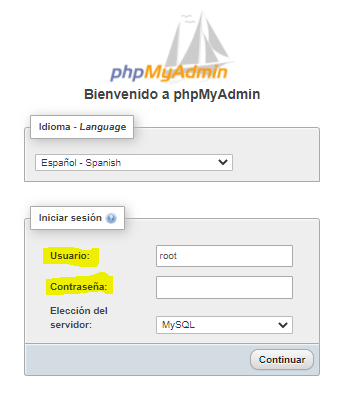 phpMyAdmin
Bienvenido a phpMyAdmin
Idioma - Language
Español - Spanish
Iniciar sesión
Usuario:
root
Contraseña:
Elección del
servidor:
MySQL
Continuar